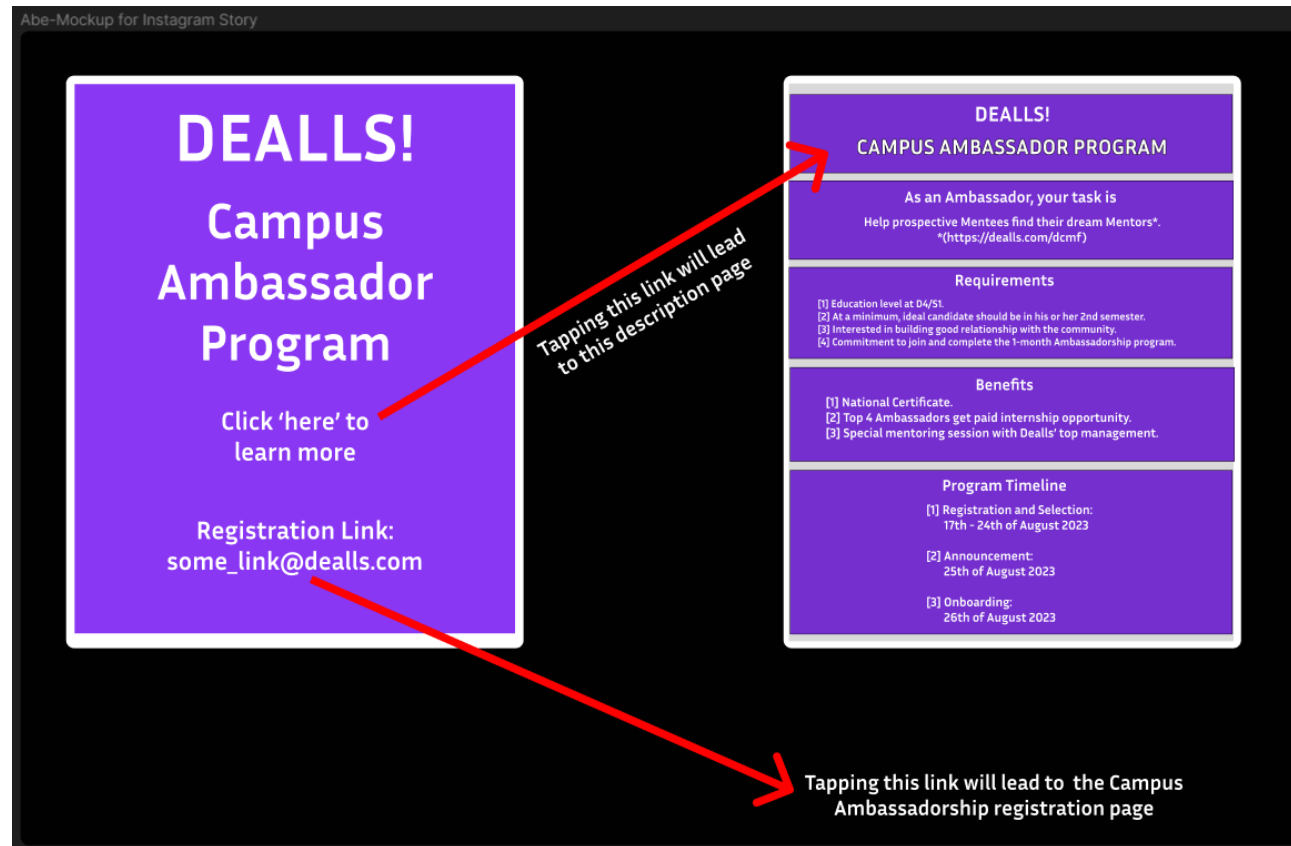 Abe-Mockup for Instagram Story
DEALLS!
Campus
Ambassador
Program
Click ‘here’ to
learn more
Registration Link:
some_link@dealls.com
Tapping this link will lead
to this description page
DEALLS!
CAMPUS AMBASSADOR PROGRAM
As an Ambassador, your task is
Help prospective Mentees find their dream Mentors*.
*(https://dealls.com/dcmf)
Requirements
[1] Education level at D4/S1.
[2] At a minimum, ideal candidate should be in his or her 2nd semester.
[3] Interested in building good relationship with the community.
[4] Commitment to join and complete the 1-month Ambassadorship program.
Benefits
[1] National Certificate.
[2] Top 4 Ambassadors get paid internship opportunity.
[3] Special mentoring session with Dealls’ top management.
Program Timeline
[1] Registration and Selection:
17th - 24th of August 2023
[2] Announcement:
25th of August 2023
[3] Onboarding:
26th of August 2023
Tapping this link will lead to the Campus
Ambassadorship registration page